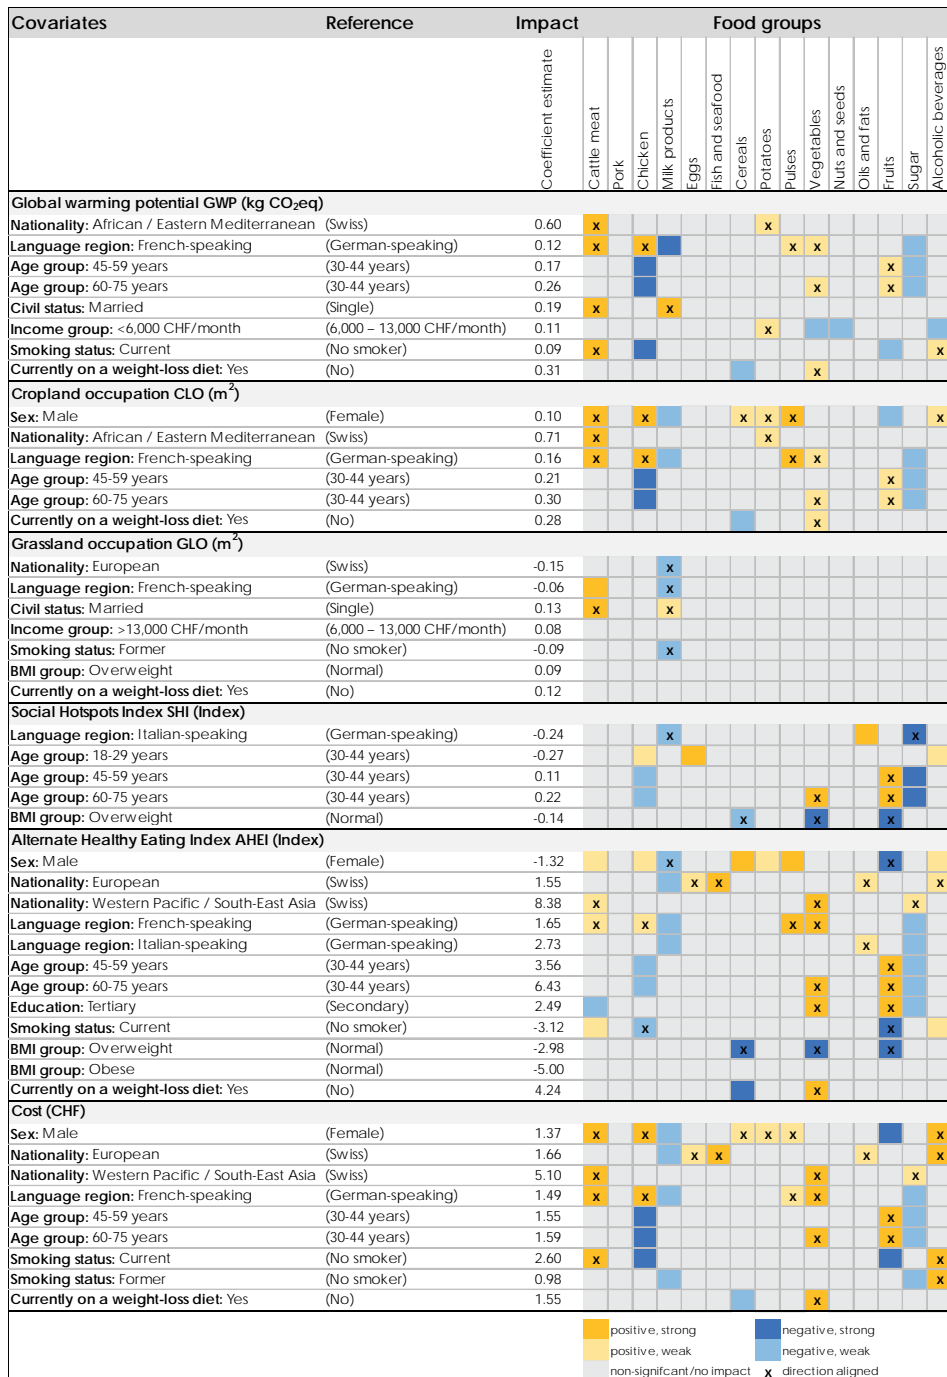 Covariates Reference Impact Food groups
Coefficient estimate Cattle meat Pork Chicken Milk products Eggs Fish and seafood Cereals Potatoes Pulses Vegetables Nuts and seeds Oils and fats Fruits Sugar Alcoholic beverages
Global warming potential GWP (kg CO₂eq)
Nationality: African / Eastern Mediterranean (Swiss) 0.60 x x
Language region: French-speaking (German-speaking) 0.12 x x x x
Age group: 45-59 years (30-44 years) 0.17 x
Age group: 60-75 years (30-44 years) 0.26 x x
Civil status: Married (Single) 0.19 x x
Income group: <6,000 CHF/month (6,000 – 13,000 CHF/month) 0.11 x
Smoking status: Current (No smoker) 0.09 x x
Currently on a weight-loss diet: Yes (No) 0.31 x
Cropland occupation CLO (m²)
Sex: Male (Female) 0.10 x x x x x x
Nationality: African / Eastern Mediterranean (Swiss) 0.71 x x
Language region: French-speaking (German-speaking) 0.16 x x x x
Age group: 45-59 years (30-44 years) 0.21 x
Age group: 60-75 years (30-44 years) 0.30 x x
Currently on a weight-loss diet: Yes (No) 0.28 x
Grassland occupation GLO (m²)
Nationality: European (Swiss) -0.15 x
Language region: French-speaking (German-speaking) -0.06 x
Civil status: Married (Single) 0.13 x x
Income group: >13,000 CHF/month (6,000 – 13,000 CHF/month) 0.08
Smoking status: Former (No smoker) -0.09 x
BMI group: Overweight (Normal) 0.09
Currently on a weight-loss diet: Yes (No) 0.12
Social Hotspots Index SHI (Index)
Language region: Italian-speaking (German-speaking) -0.24 x x
Age group: 18-29 years (30-44 years) -0.27
Age group: 45-59 years (30-44 years) 0.11 x
Age group: 60-75 years (30-44 years) 0.22 x x
BMI group: Overweight (Normal) -0.14 x x x
Alternate Healthy Eating Index AHEI (Index)
Sex: Male (Female) -1.32 x x
Nationality: European (Swiss) 1.55 x x x x
Nationality: Western Pacific / South-East Asia (Swiss) 8.38 x x x
Language region: French-speaking (German-speaking) 1.65 x x x x
Language region: Italian-speaking (German-speaking) 2.73 x
Age group: 45-59 years (30-44 years) 3.56 x
Age group: 60-75 years (30-44 years) 6.43 x x
Education: Tertiary (Secondary) 2.49 x x
Smoking status: Current (No smoker) -3.12 x x
BMI group: Overweight (Normal) -2.98 x x x
BMI group: Obese (Normal) -5.00
Currently on a weight-loss diet: Yes (No) 4.24 x
Cost (CHF)
Sex: Male (Female) 1.37 x x x x x x
Nationality: European (Swiss) 1.66 x x x x
Nationality: Western Pacific / South-East Asia (Swiss) 5.10 x x x
Language region: French-speaking (German-speaking) 1.49 x x x x
Age group: 45-59 years (30-44 years) 1.55 x
Age group: 60-75 years (30-44 years) 1.59 x x
Smoking status: Current (No smoker) 2.60 x x
Smoking status: Former (No smoker) 0.98 x
Currently on a weight-loss diet: Yes (No) 1.55 x
positive, strong negative, strong
positive, weak negative, weak
non-signifcant/no impact x direction aligned